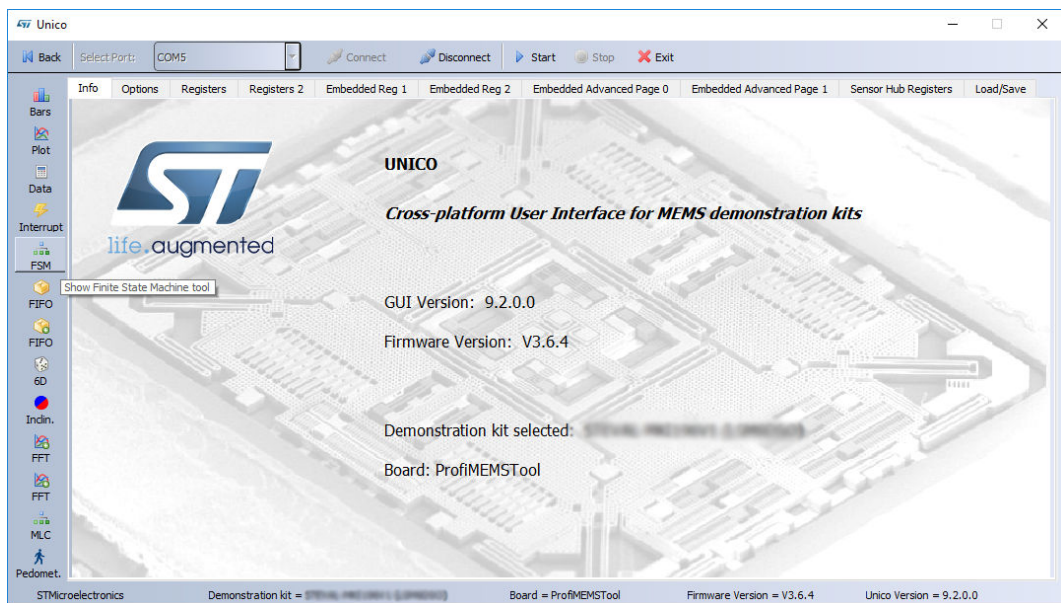 Unico
Back Select Port: COM5 Connect Disconnect Start Stop Exit
Info Options Registers Registers 2 Embedded Reg 1 Embedded Reg 2 Embedded Advanced Page 0 Embedded Advanced Page 1 Sensor Hub Registers Load/Save
Bars
Plot
Data
Interrupt
FSM
Show Finite State Machine tool
FIFO
FIFO
6D
Inclin.
FFT
FFT
MLC
Pedomet.
ST
life.augmented
UNICO
Cross-platform User Interface for MEMS demonstration kits
GUI Version: 9.2.0.0
Firmware Version: V3.6.4
Demonstration kit selected:
Board: ProfiMEMSTool
STMicroelectronics Demonstration kit = Board = ProfiMEMSTool Firmware Version = V3.6.4 Unico Version = 9.2.0.0